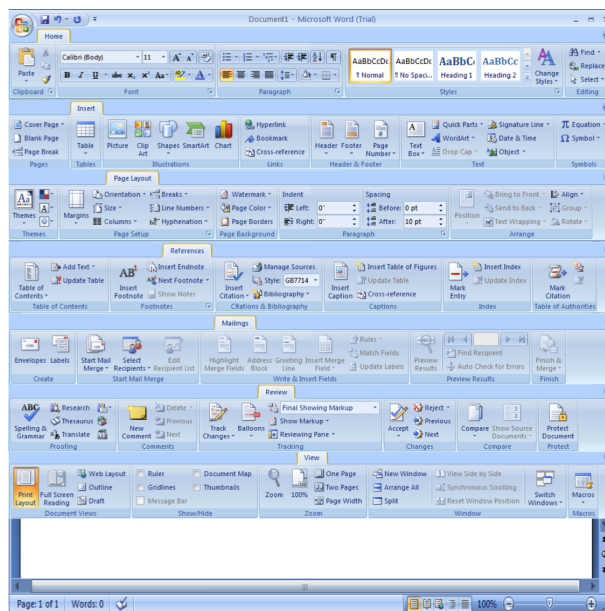 Document1 - Microsoft Word (Trial)
Home
Paste
Clipboard
Calibri (Body) 11 A A Aa
B I U abc x₂ x² Aa ab A
Font
Paragraph
AaBbCcDc AaBbCcDc AaBbC AaBbCc
¶ Normal ¶ No Spaci... Heading 1 Heading 2
Change Styles
Styles
Find
Replace
Select
Editing
Insert
Cover Page
Blank Page
Page Break
Pages
Table
Tables
Picture Clip Art Shapes SmartArt Chart
Illustrations
Hyperlink
Bookmark
Cross-reference
Links
Header Footer Page Number
Header & Footer
Text Box
Quick Parts
WordArt
Drop Cap
Signature Line
Date & Time
Object
Text
Equation
Symbol
Symbols
Page Layout
Themes
Themes
Margins
Orientation
Size
Columns
Breaks
Line Numbers
Hyphenation
Page Setup
Watermark
Page Color
Page Borders
Page Background
Indent
Left: 0"
Right: 0"
Spacing
Before: 0 pt
After: 10 pt
Paragraph
Position
Bring to Front
Send to Back
Text Wrapping
Align
Group
Rotate
Arrange
References
Table of Contents
Add Text
Update Table
Table of Contents
AB¹
Insert Footnote
Insert Endnote
Next Footnote
Show Notes
Footnotes
Insert Citation
Manage Sources
Style: GB7714
Bibliography
Citations & Bibliography
Insert Caption
Insert Table of Figures
Update Table
Cross-reference
Captions
Mark Entry
Insert Index
Update Index
Index
Mark Citation
Table of Authorities
Mailings
Envelopes Labels
Create
Start Mail Merge
Select Recipients
Edit Recipient List
Start Mail Merge
Highlight Merge Fields
Address Block
Greeting Line
Insert Merge Field
Rules
Match Fields
Update Labels
Write & Insert Fields
Preview Results
Find Recipient
Auto Check for Errors
Preview Results
Finish & Merge
Finish
Review
ABC
Spelling & Grammar
Research
Thesaurus
Translate
Proofing
New Comment
Delete
Previous
Next
Comments
Track Changes
Balloons
Final Showing Markup
Show Markup
Reviewing Pane
Tracking
Accept
Reject
Previous
Next
Changes
Compare
Show Source Documents
Compare
Protect Document
Protect
View
Print Layout
Full Screen Reading
Web Layout
Outline
Draft
Document Views
Ruler
Gridlines
Message Bar
Document Map
Thumbnails
Show/Hide
Zoom
100%
One Page
Two Pages
Page Width
Zoom
New Window
Arrange All
Split
View Side by Side
Synchronous Scrolling
Reset Window Position
Switch Windows
Window
Macros
Macros
Page: 1 of 1 Words: 0 100%